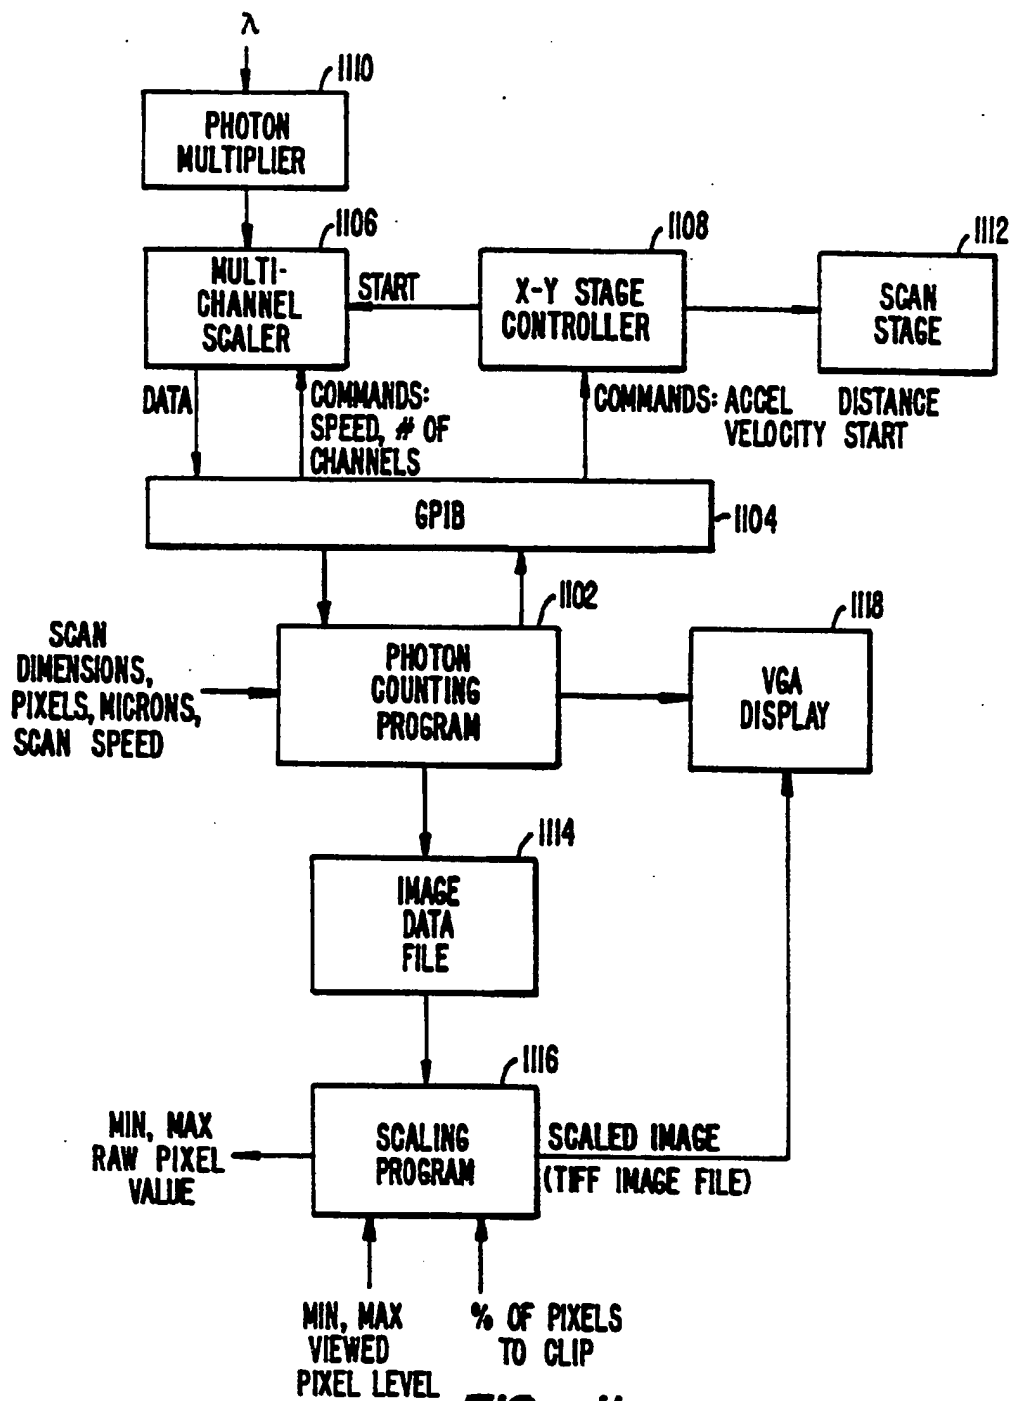 λ
1110
PHOTON
MULTIPLIER
1106
MULTI-
CHANNEL
SCALER
START
1108
X-Y STAGE
CONTROLLER
1112
SCAN
STAGE
DATA
COMMANDS:
SPEED, # OF
CHANNELS
COMMANDS: ACCEL DISTANCE
VELOCITY START
GPIB
1104
1102
PHOTON
COUNTING
PROGRAM
SCAN
DIMENSIONS,
PIXELS, MICRONS,
SCAN SPEED
1118
VGA
DISPLAY
1114
IMAGE
DATA
FILE
1116
SCALING
PROGRAM
MIN, MAX
RAW PIXEL
VALUE
SCALED IMAGE
(TIFF IMAGE FILE)
MIN, MAX
VIEWED
PIXEL LEVEL
% OF PIXELS
TO CLIP